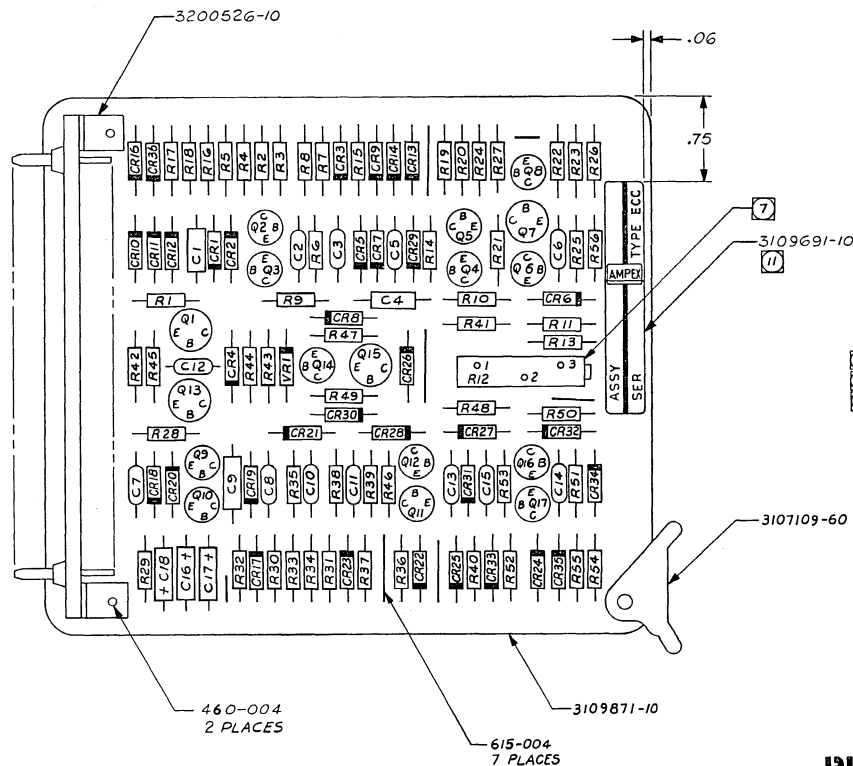 3200526-10
.06
.75
CR15 CR36 R17 R18 R16 R5 R4 R2 R3 R8 R7 CR3 R15 CR9 CR14 CR13 R19 R20 R24 R27 E B Q8 C R22 R23 R26
CR10 CR11 CR12 C1 CR1 CR2 C Q2 B E E B Q3 C C2 R6 C3 CR5 CR7 C5 CR29 R14 B C E Q5 E B Q4 C R21 B C E Q7 C Q6 B E C6 R25 R56
TYPE ECC
AMPEX
ASSY
SER
7
3109691-10
11
R1 R9 C4 R10 CR6
CR8 R41 R11
R47 R13
R42 R45 Q1 E C B C12 Q13 E C B CR4 R44 R43 VR1 E B Q14 C Q15 E C B CR26
1 3
R12 2
R49 R48
CR30 R50
R28 CR21 CR28 CR27 CR32
C7 CR18 CR20 Q9 E C B Q10 E C B C9 CR19 C8 R35 C10 R38 C11 R39 R46 C Q12 B E B C E Q11 C13 CR31 C15 R53 C Q16 B E E B Q17 C C14 R51 CR34
R29 + C18 C16 + C17 + R32 CR17 R30 R33 R34 R31 CR23 R37 R36 CR22 CR25 R40 CR33 R52 CR24 CR35 R55 R54
3107109-60
460-004
2 PLACES
3109871-10
615-004
7 PLACES